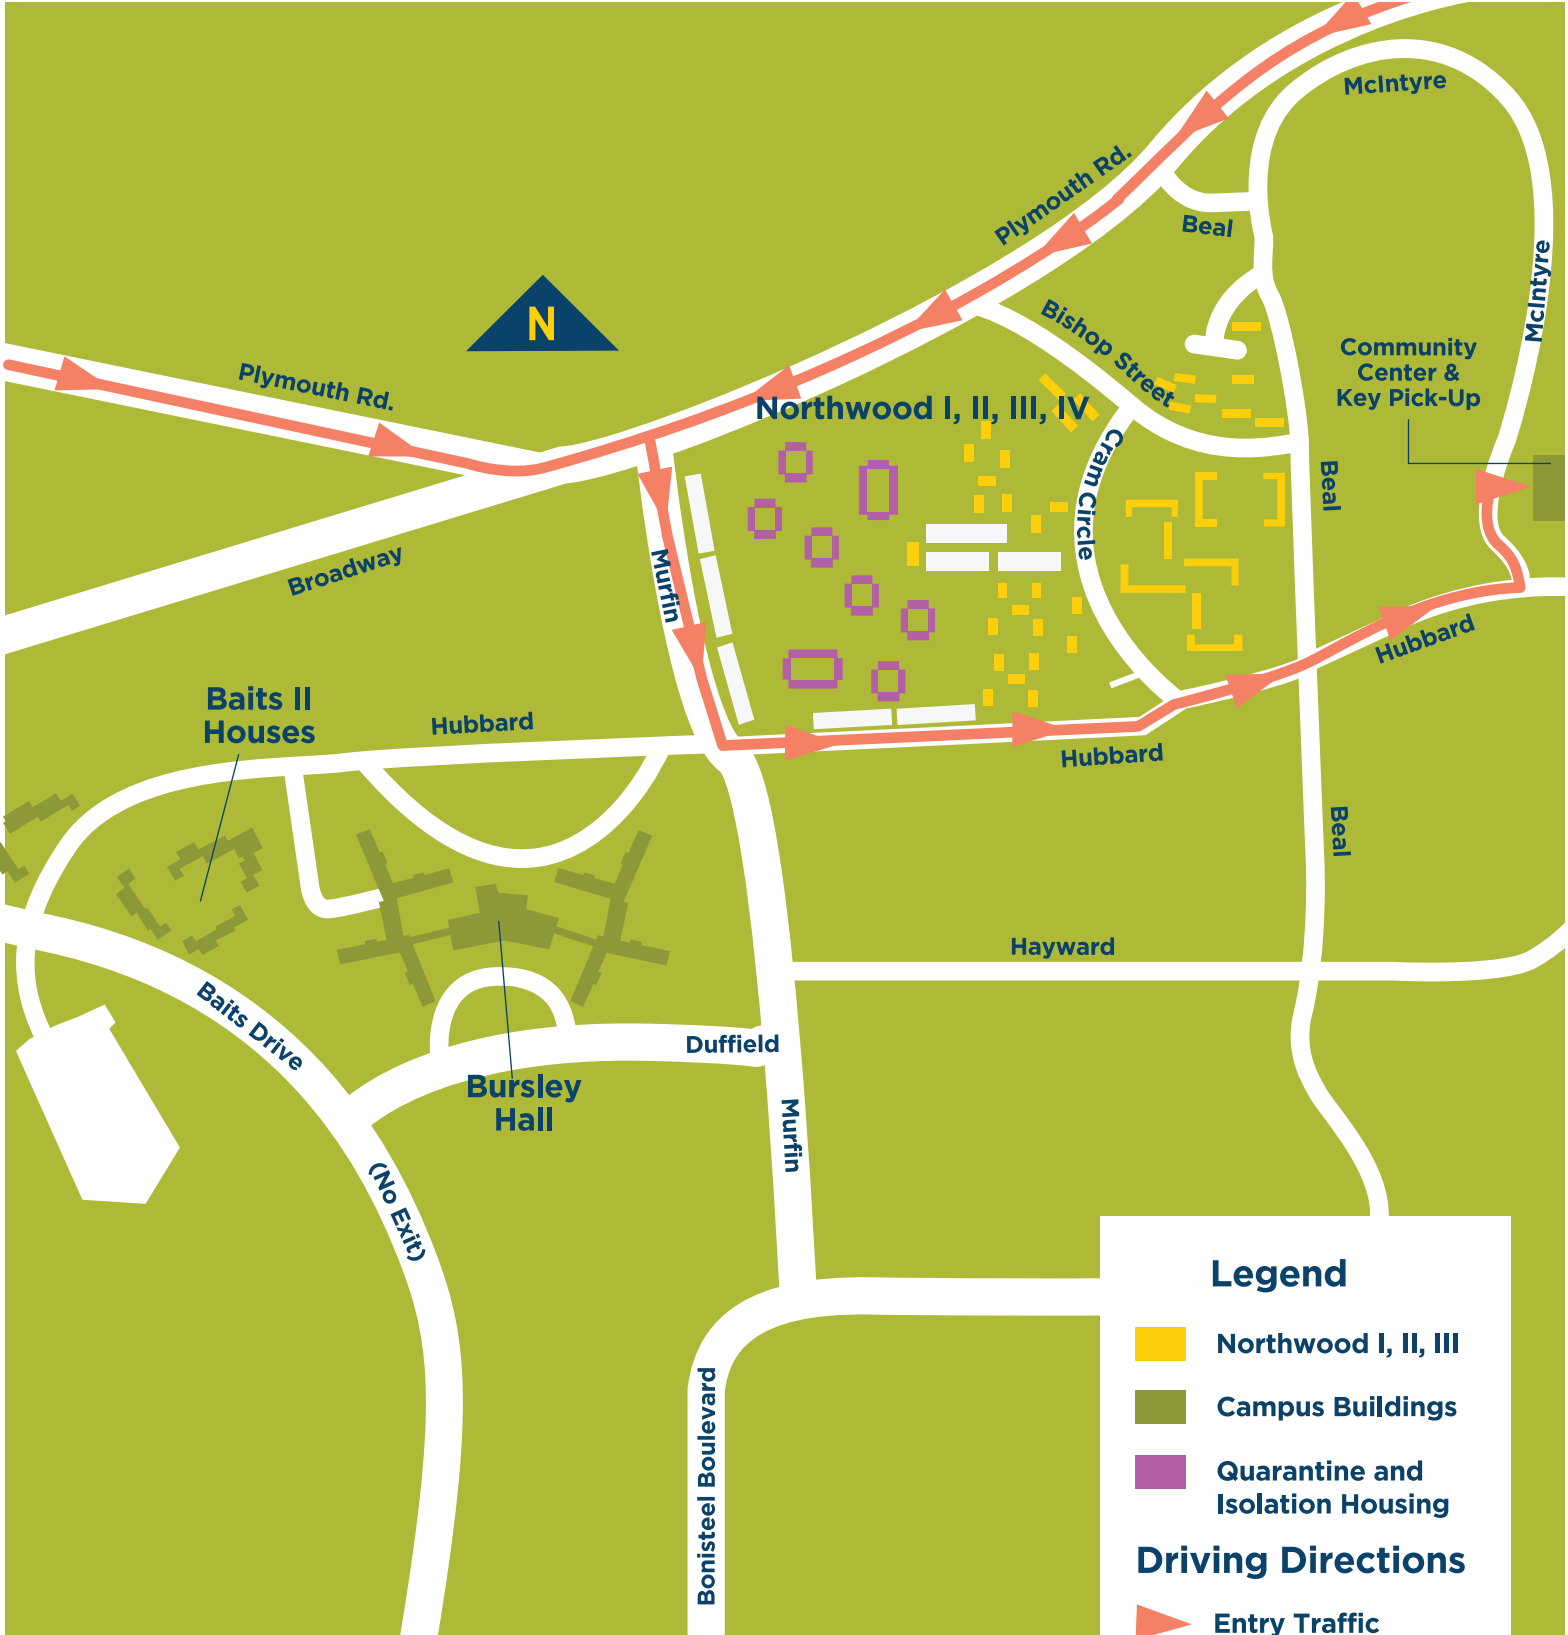 McIntyre
Plymouth Rd.
Beal
McIntyre
N
Bishop Street
Community
Center &
Key Pick-Up
Plymouth Rd.
Northwood I, II, III, IV
Cram Circle
Beal
Broadway
Murfin
Hubbard
Baits II
Houses
Hubbard
Hubbard
Beal
Hayward
Baits Drive
Duffield
Bursley
Hall
Murfin
(No Exit)
Bonisteel Boulevard
Legend
Northwood I, II, III
Campus Buildings
Quarantine and
Isolation Housing
Driving Directions
Entry Traffic